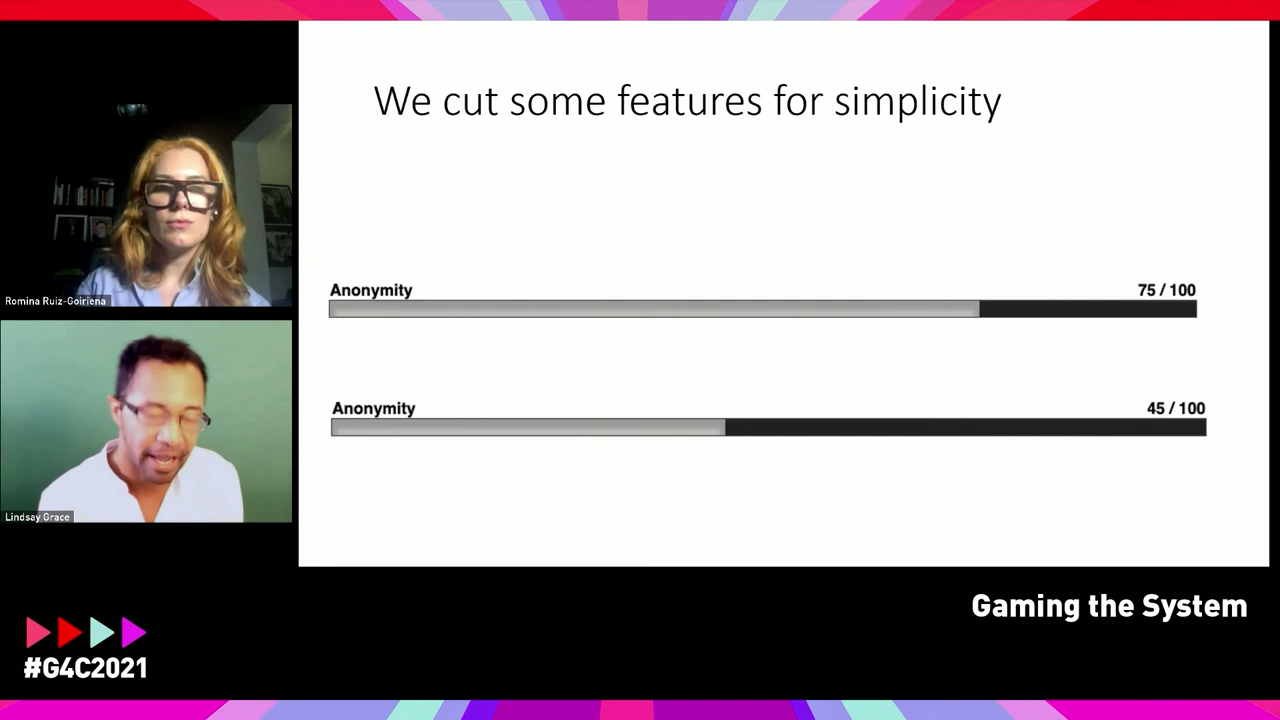 We cut some features for simplicity
Anonymity 75 / 100
Anonymity 45 / 100
Romina Ruiz-Goiriena
Lindsay Grace
Gaming the System
#G4C2021